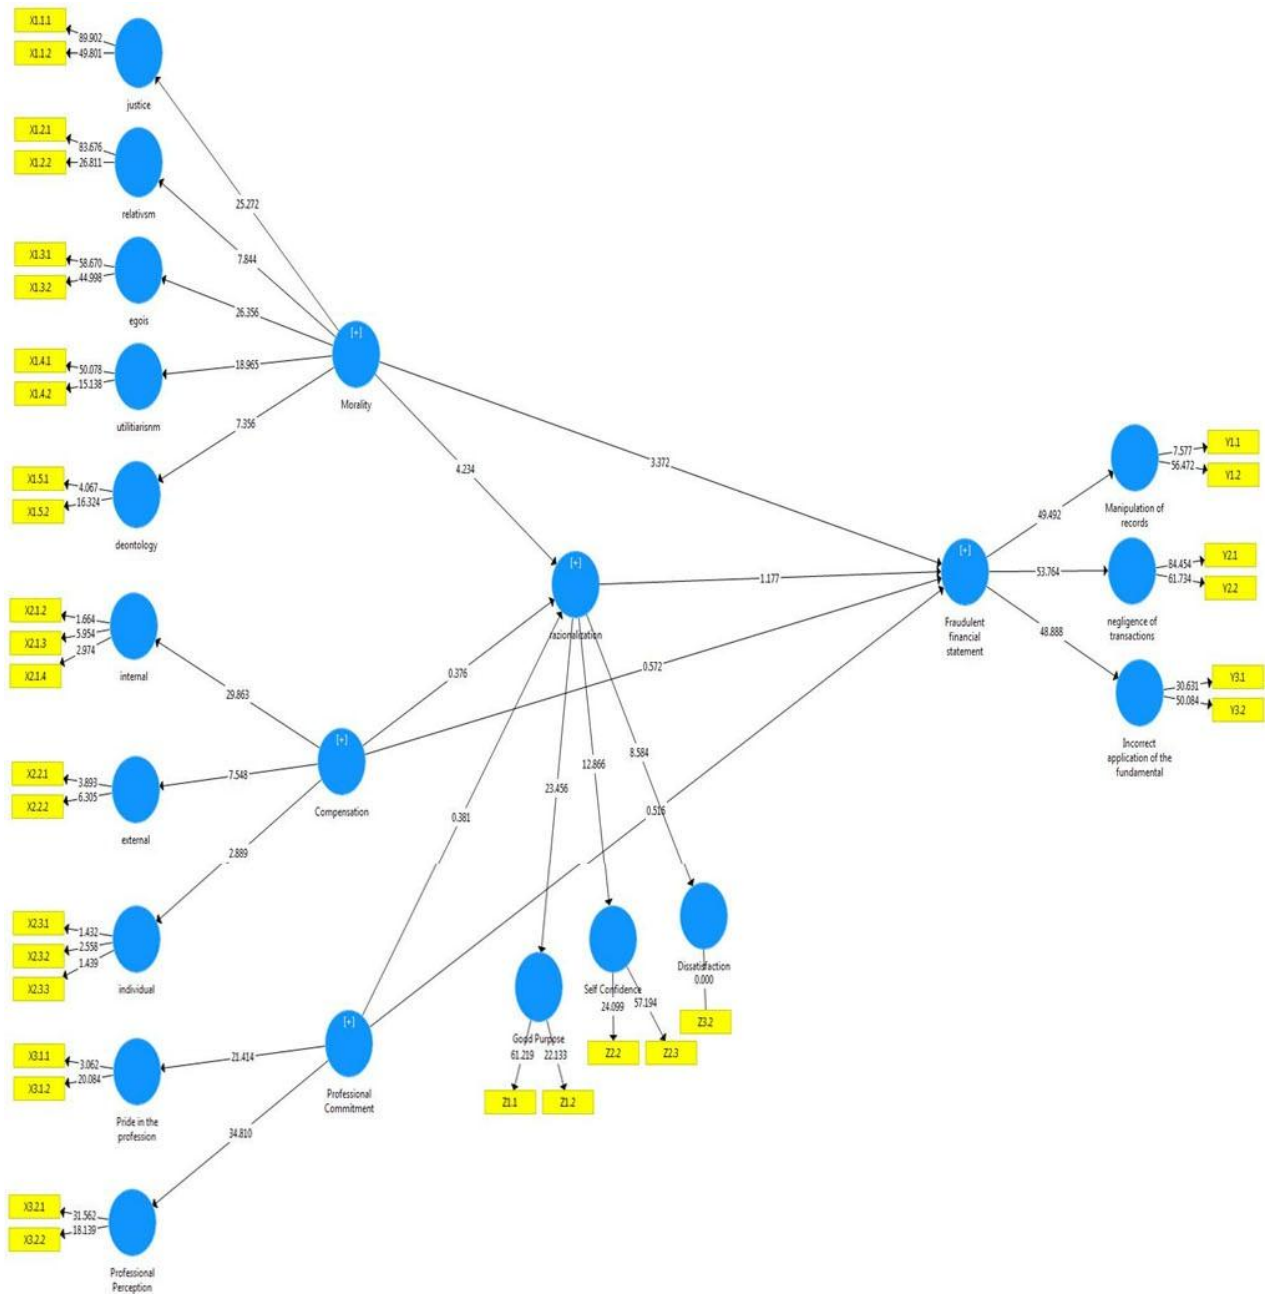 X1.1.1
89.902
X1.1.2
49.801
justice
X1.2.1
83.676
X1.2.2
26.811
relativsm
25.272
7.844
X1.3.1
58.670
X1.3.2
44.998
egois
26.356
[+]
Morality
X1.4.1
50.078
X1.4.2
15.138
utilitiarisnm
18.965
7.356
X1.5.1
4.067
X1.5.2
16.324
deontology
4.234
3.372
7.577
Y1.1
56.472
Y1.2
Manipulation of
records
49.492
[+]
razionalization
1.177
[+]
Fraudulent
financial
statement
53.764
84.454
Y2.1
61.734
Y2.2
negligence of
transactions
48.888
30.631
Y3.1
50.084
Y3.2
Incorrect
application of the
fundamental
X2.1.2
1.664
X2.1.3
5.954
X2.1.4
2.974
internal
29.863
0.376
0.572
X2.2.1
3.893
X2.2.2
6.305
external
7.548
[+]
Compensation
2.889
0.381
23.456
12.866
8.584
0.516
X2.3.1
1.432
X2.3.2
2.558
X2.3.3
1.439
individual
Dissatisfaction
0.000
Z3.2
Self Confidence
24.099
57.194
Z2.2
Z2.3
Good Purpose
61.219
22.133
Z1.1
Z1.2
X3.1.1
3.062
X3.1.2
20.084
Pride in the
profession
21.414
[+]
Professional
Commitment
34.810
X3.2.1
31.562
X3.2.2
18.139
Professional
Perception